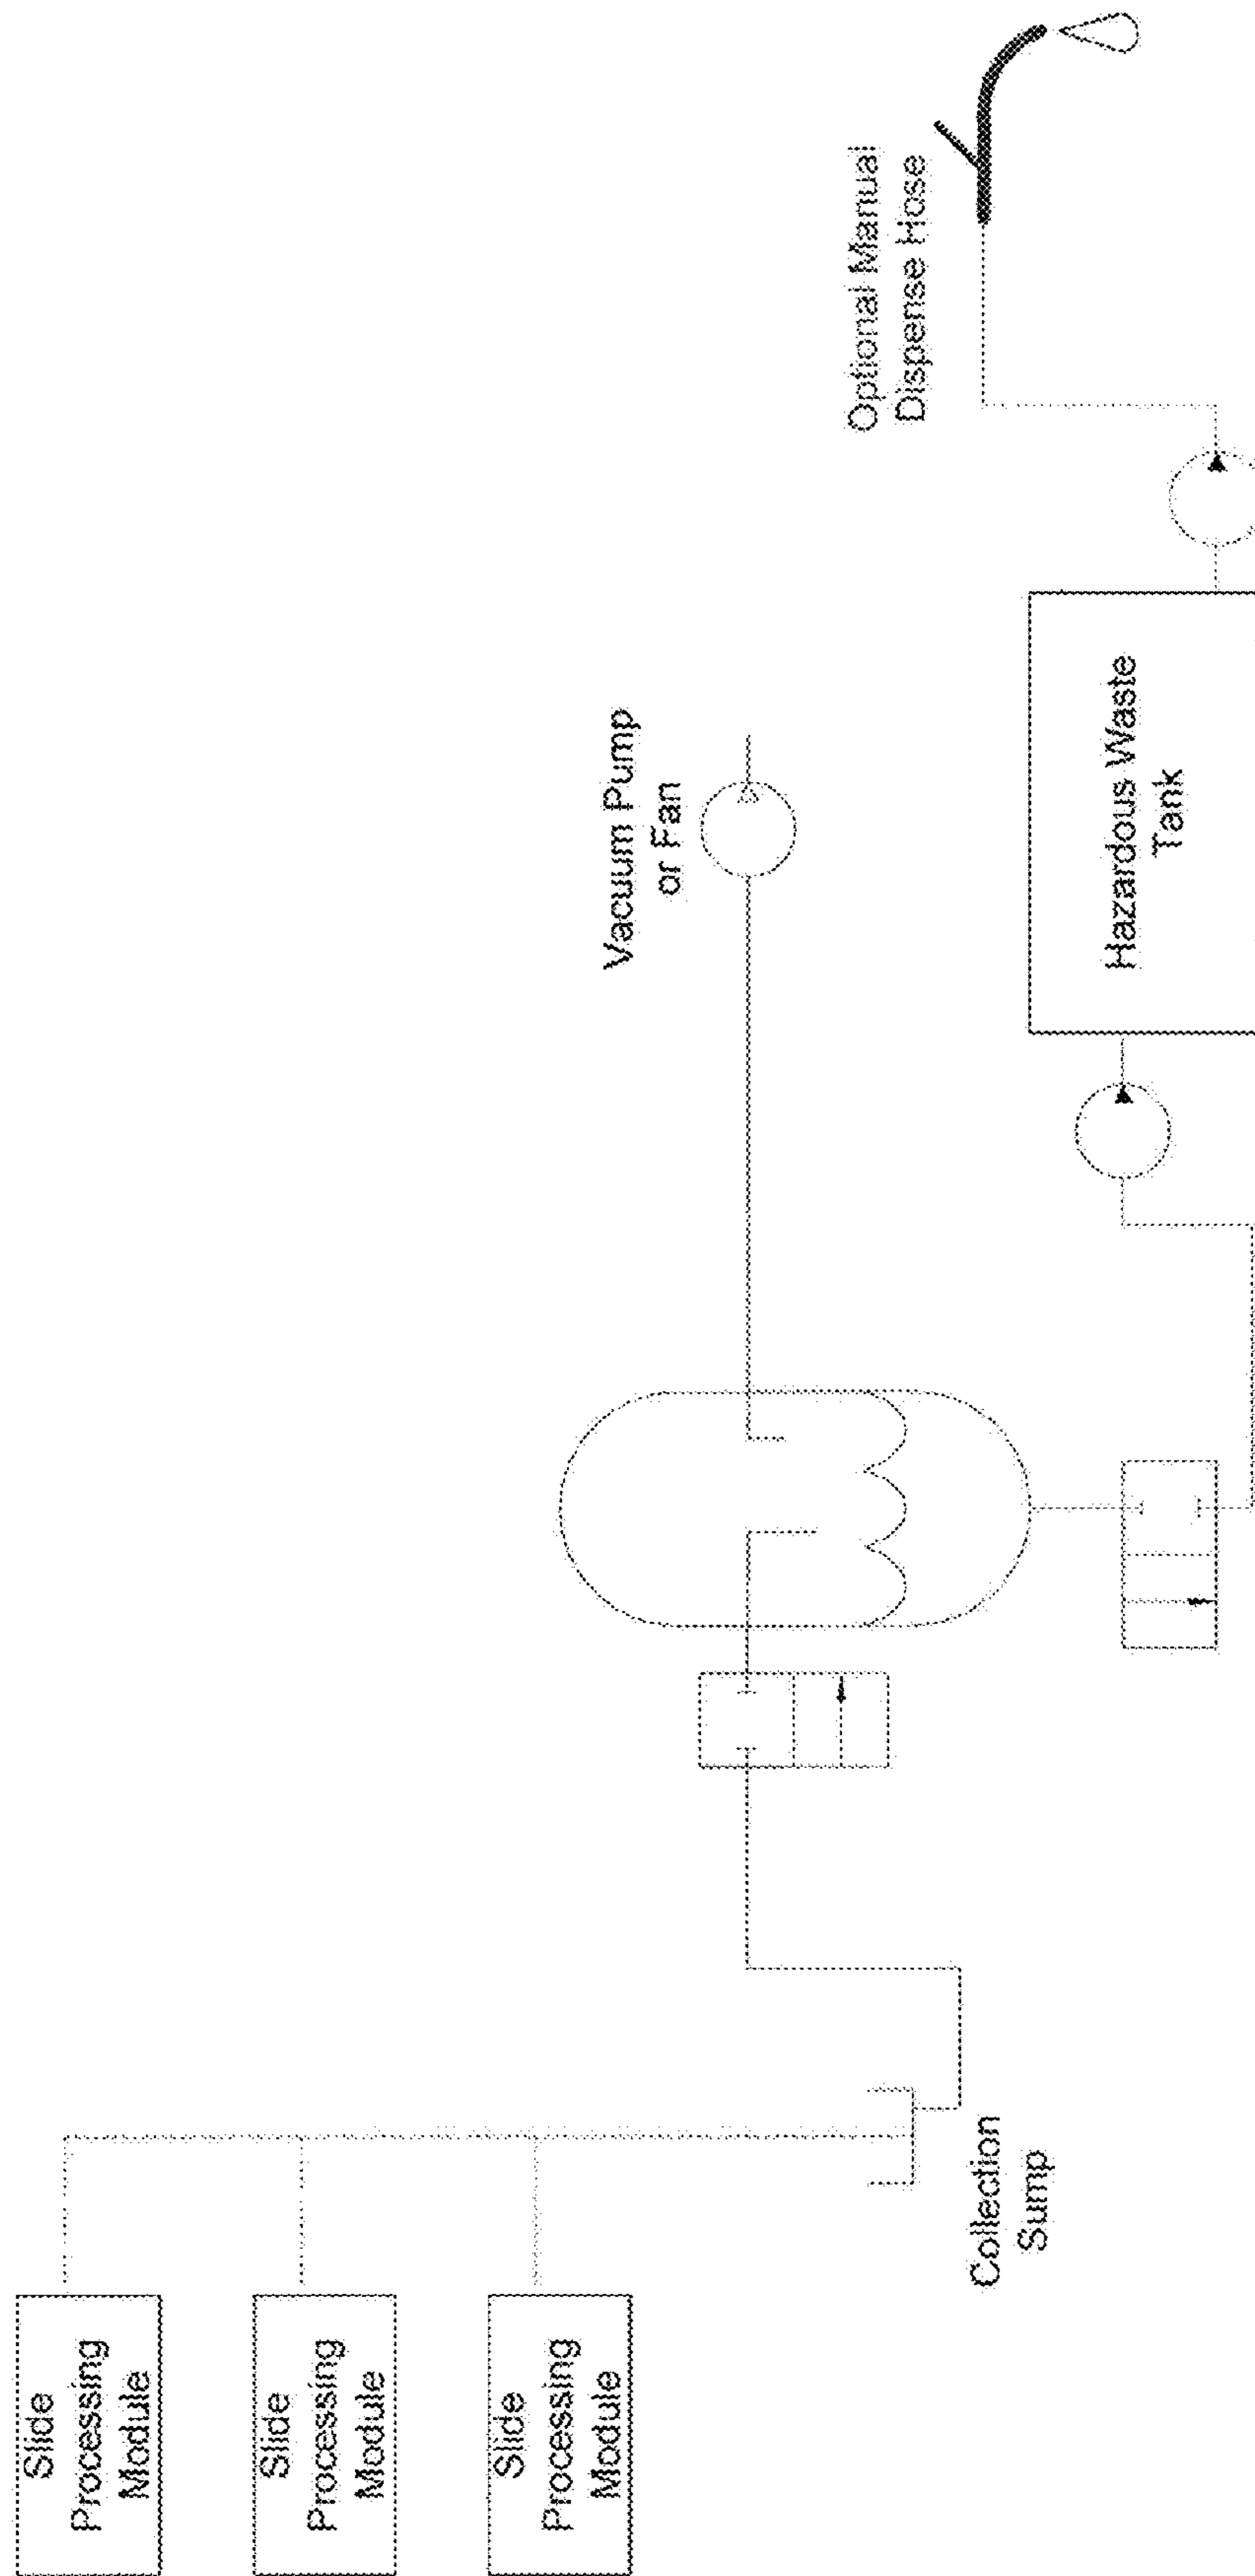 Slide
Processing
Module
Slide
Processing
Module
Slide
Processing
Module
Collection
Sump
Vacuum Pump
or Fan
Hazardous Waste
Tank
Optional Manual
Dispense Hose